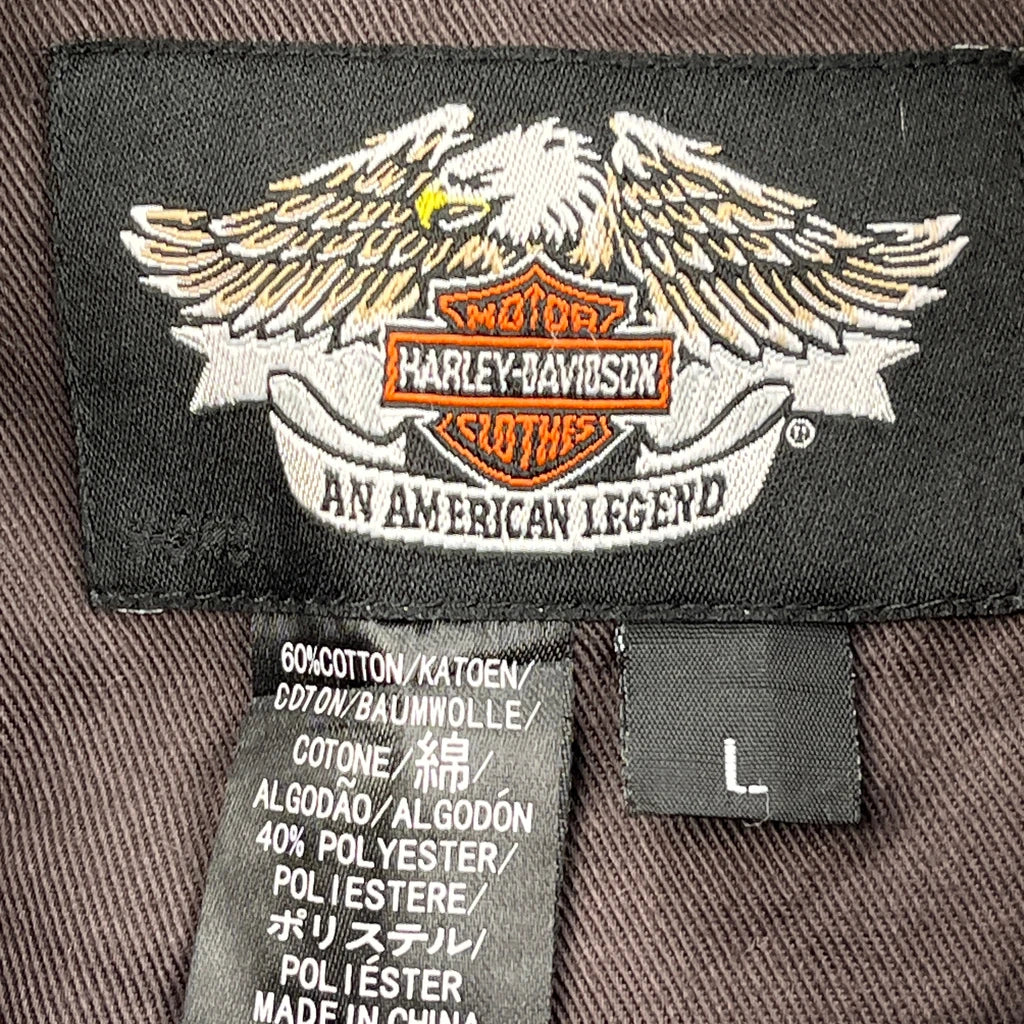 MOTOR
HARLEY-DAVIDSON
CLOTHES
®
AN AMERICAN LEGEND
60%COTTON/KATOEN/
COTON/BAUMWOLLE/
COTONE/綿/
ALGODÃO/ALGODÓN
40% POLYESTER/
POLIESTERE/
ポリステル/
POLIÉSTER
MADE IN CHINA
L